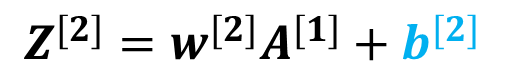 Z[2] = w[2]A[1] + b[2]